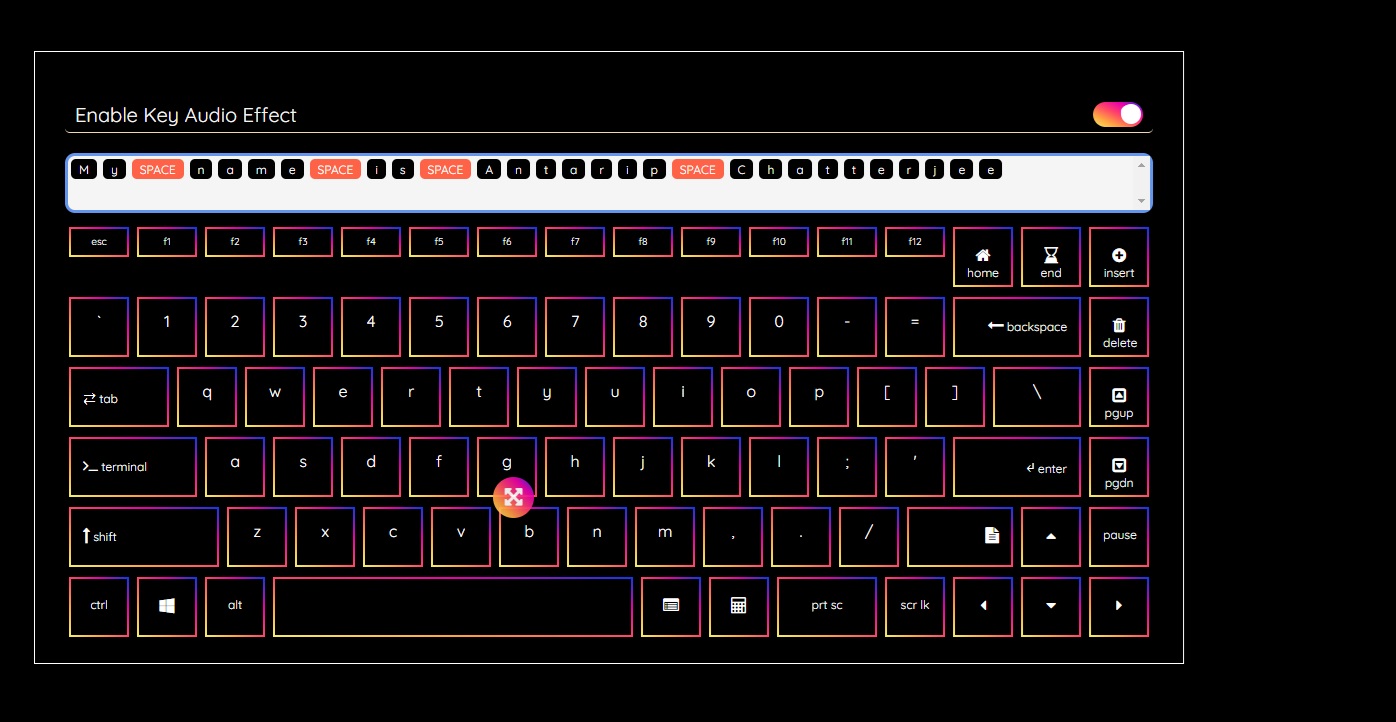 Enable Key Audio Effect
M y SPACE n a m e SPACE i s SPACE A n t a r i p SPACE C h a t t e r j e e
esc f1 f2 f3 f4 f5 f6 f7 f8 f9 f10 f11 f12 home end insert
` 1 2 3 4 5 6 7 8 9 0 - = backspace delete
tab q w e r t y u i o p [ ] \ pgup
terminal a s d f g h j k l ; ' enter pgdn
shift z x c v b n m , . / pause
ctrl alt prt sc scr lk